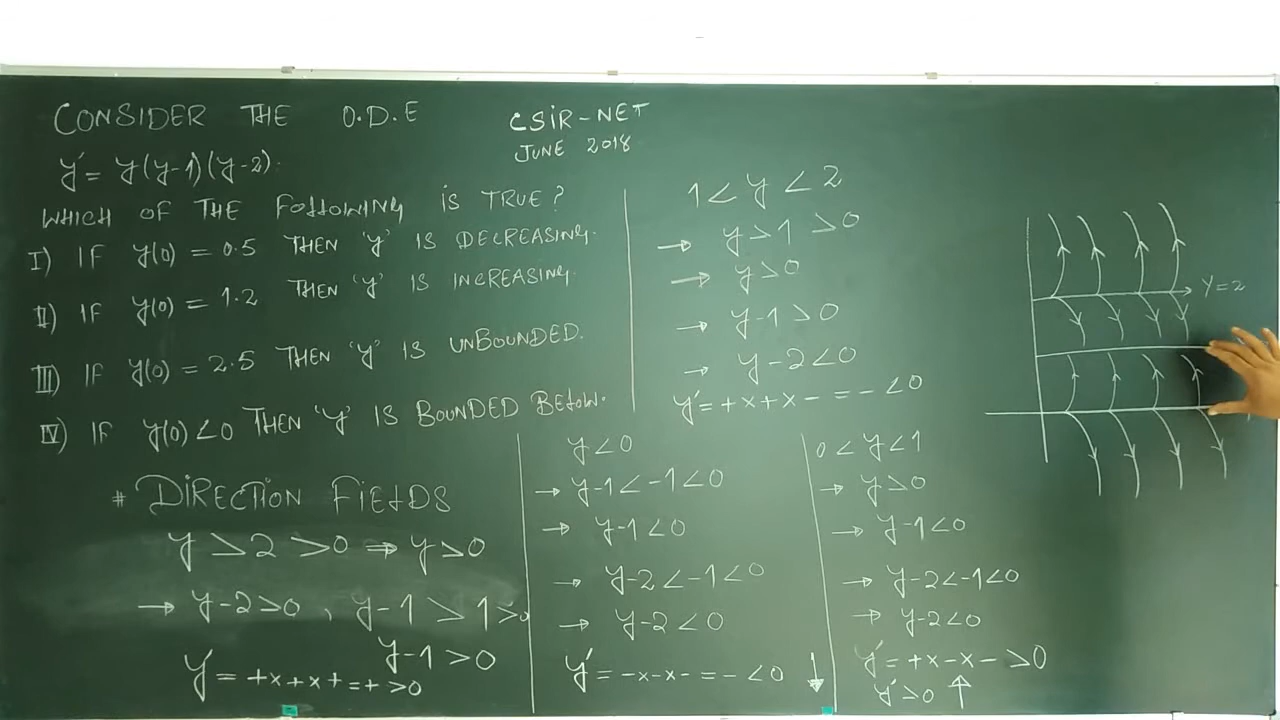 CONSIDER THE O.D.E
CSIR-NET
JUNE 2018
y' = y(y-1)(y-2).
WHICH OF THE FOLLOWING IS TRUE?
I) IF y(0) = 0.5 THEN 'y' IS DECREASING.
II) IF y(0) = 1.2 THEN 'y' IS INCREASING.
III) IF y(0) = 2.5 THEN 'y' IS UNBOUNDED.
IV) IF y(0) <0 THEN 'y' IS BOUNDED BELOW.
# DIRECTION FIELDS
y > 2 > 0 ⇒ y > 0
→ y-2 > 0 , y-1 > 1 > 0
y-1 > 0
y' = + x + x + = + > 0
1 < y < 2
→ y > 1 > 0
→ y > 0
→ y-1 > 0
→ y-2 < 0
y' = + x + x - = - < 0
y < 0
→ y-1 < -1 < 0
→ y-1 < 0
→ y-2 < -1 < 0
→ y-2 < 0
y' = - x - x - = - < 0 ↓
0 < y < 1
→ y > 0
→ y-1 < 0
→ y-2 < -1 < 0
→ y-2 < 0
y' = + x - x - > 0
y' > 0 ↑
Y = 2